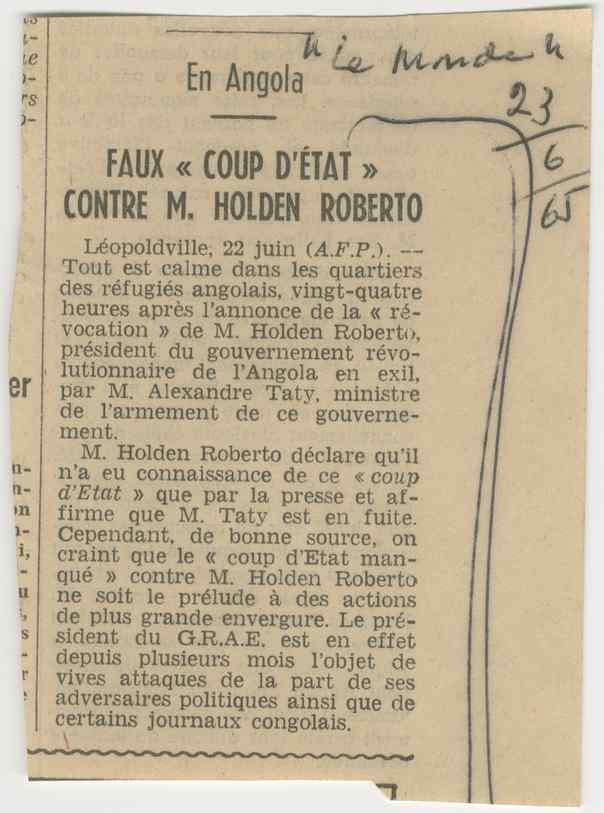 "Le Monde"
23
6
65
En Angola
FAUX « COUP D'ÉTAT »
CONTRE M. HOLDEN ROBERTO
Léopoldville, 22 juin (A.F.P.). —
Tout est calme dans les quartiers
des réfugiés angolais, vingt-quatre
heures après l'annonce de la « ré-
vocation » de M. Holden Roberto,
président du gouvernement révo-
lutionnaire de l'Angola en exil,
par M. Alexandre Taty, ministre
de l'armement de ce gouverne-
ment.
M. Holden Roberto déclare qu'il
n'a eu connaissance de ce « coup
d'Etat » que par la presse et af-
firme que M. Taty est en fuite.
Cependant, de bonne source, on
craint que le « coup d'Etat man-
qué » contre M. Holden Roberto
ne soit le prélude à des actions
de plus grande envergure. Le pré-
sident du G.R.A.E. est en effet
depuis plusieurs mois l'objet de
vives attaques de la part de ses
adversaires politiques ainsi que de
certains journaux congolais.